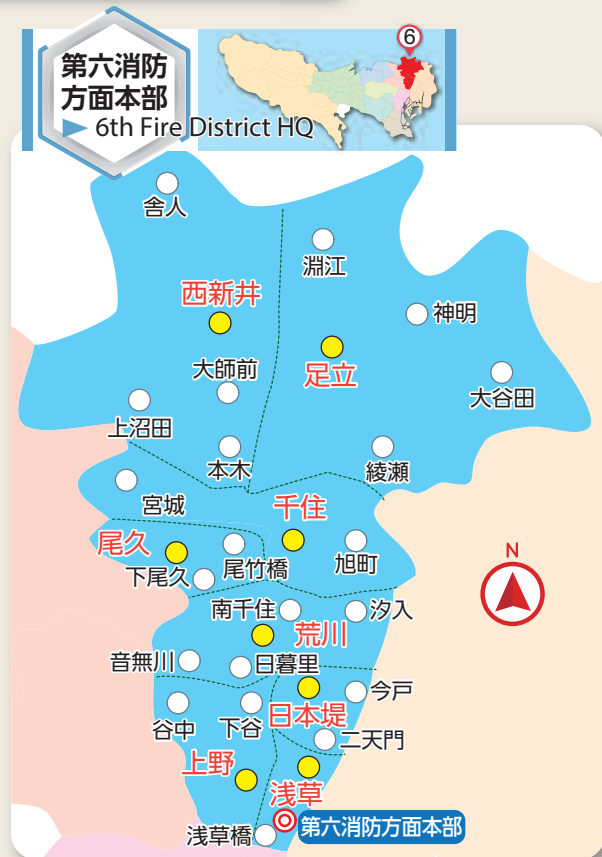 第六消防
方面本部
6th Fire District HQ
6
舎人
淵江
西新井
神明
大師前
足立
大谷田
上沼田
本木
綾瀬
宮城
千住
尾久
尾竹橋
旭町
下尾久
N
南千住
汐入
荒川
音無川
日暮里
今戸
日本堤
谷中
下谷
二天門
上野
浅草
第六消防方面本部
浅草橋